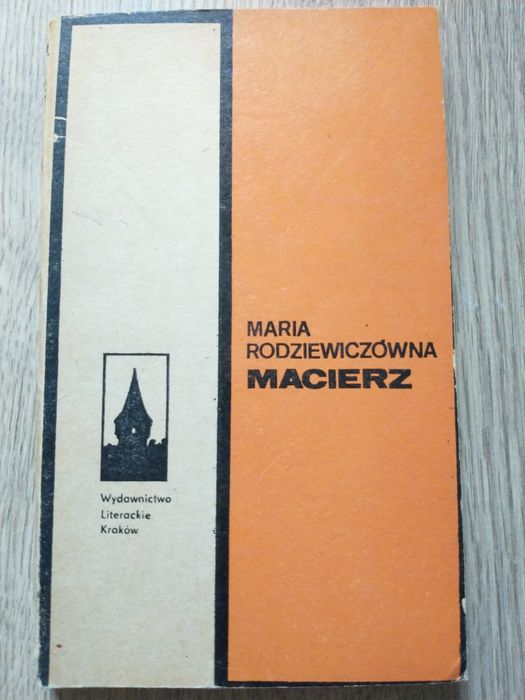 MARIA
RODZIEWICZÓWNA
MACIERZ
Wydawnictwo
Literackie
Kraków